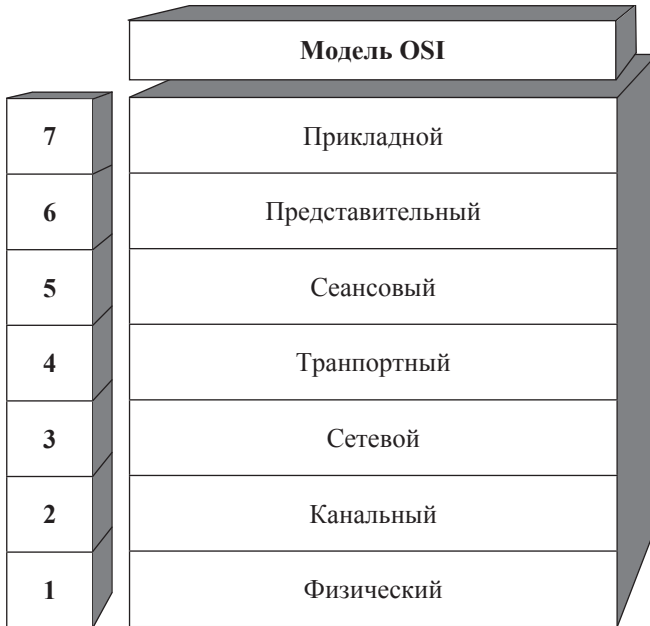 Модель OSI
7 Прикладной
6 Представительный
5 Сеансовый
4 Транпортный
3 Сетевой
2 Канальный
1 Физический